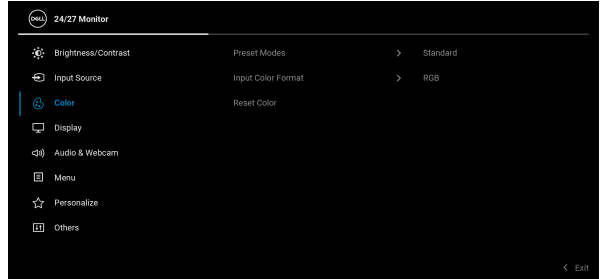 DELL 24/27 Monitor
Brightness/Contrast Preset Modes > Standard
Input Source Input Color Format > RGB
Color Reset Color
Display
Audio & Webcam
Menu
Personalize
Others
< Exit